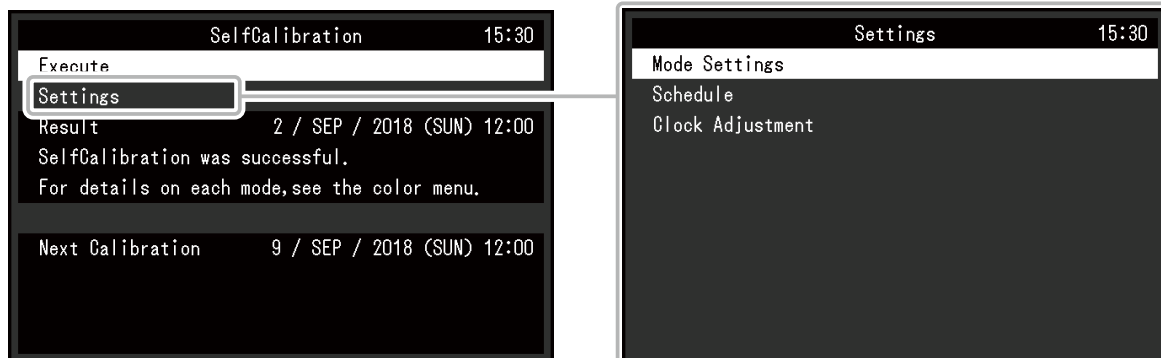 SelfCalibration 15:30
Execute
Settings
Result 2 / SEP / 2018 (SUN) 12:00
SelfCalibration was successful.
For details on each mode,see the color menu.
Next Calibration 9 / SEP / 2018 (SUN) 12:00
Settings 15:30
Mode Settings
Schedule
Clock Adjustment